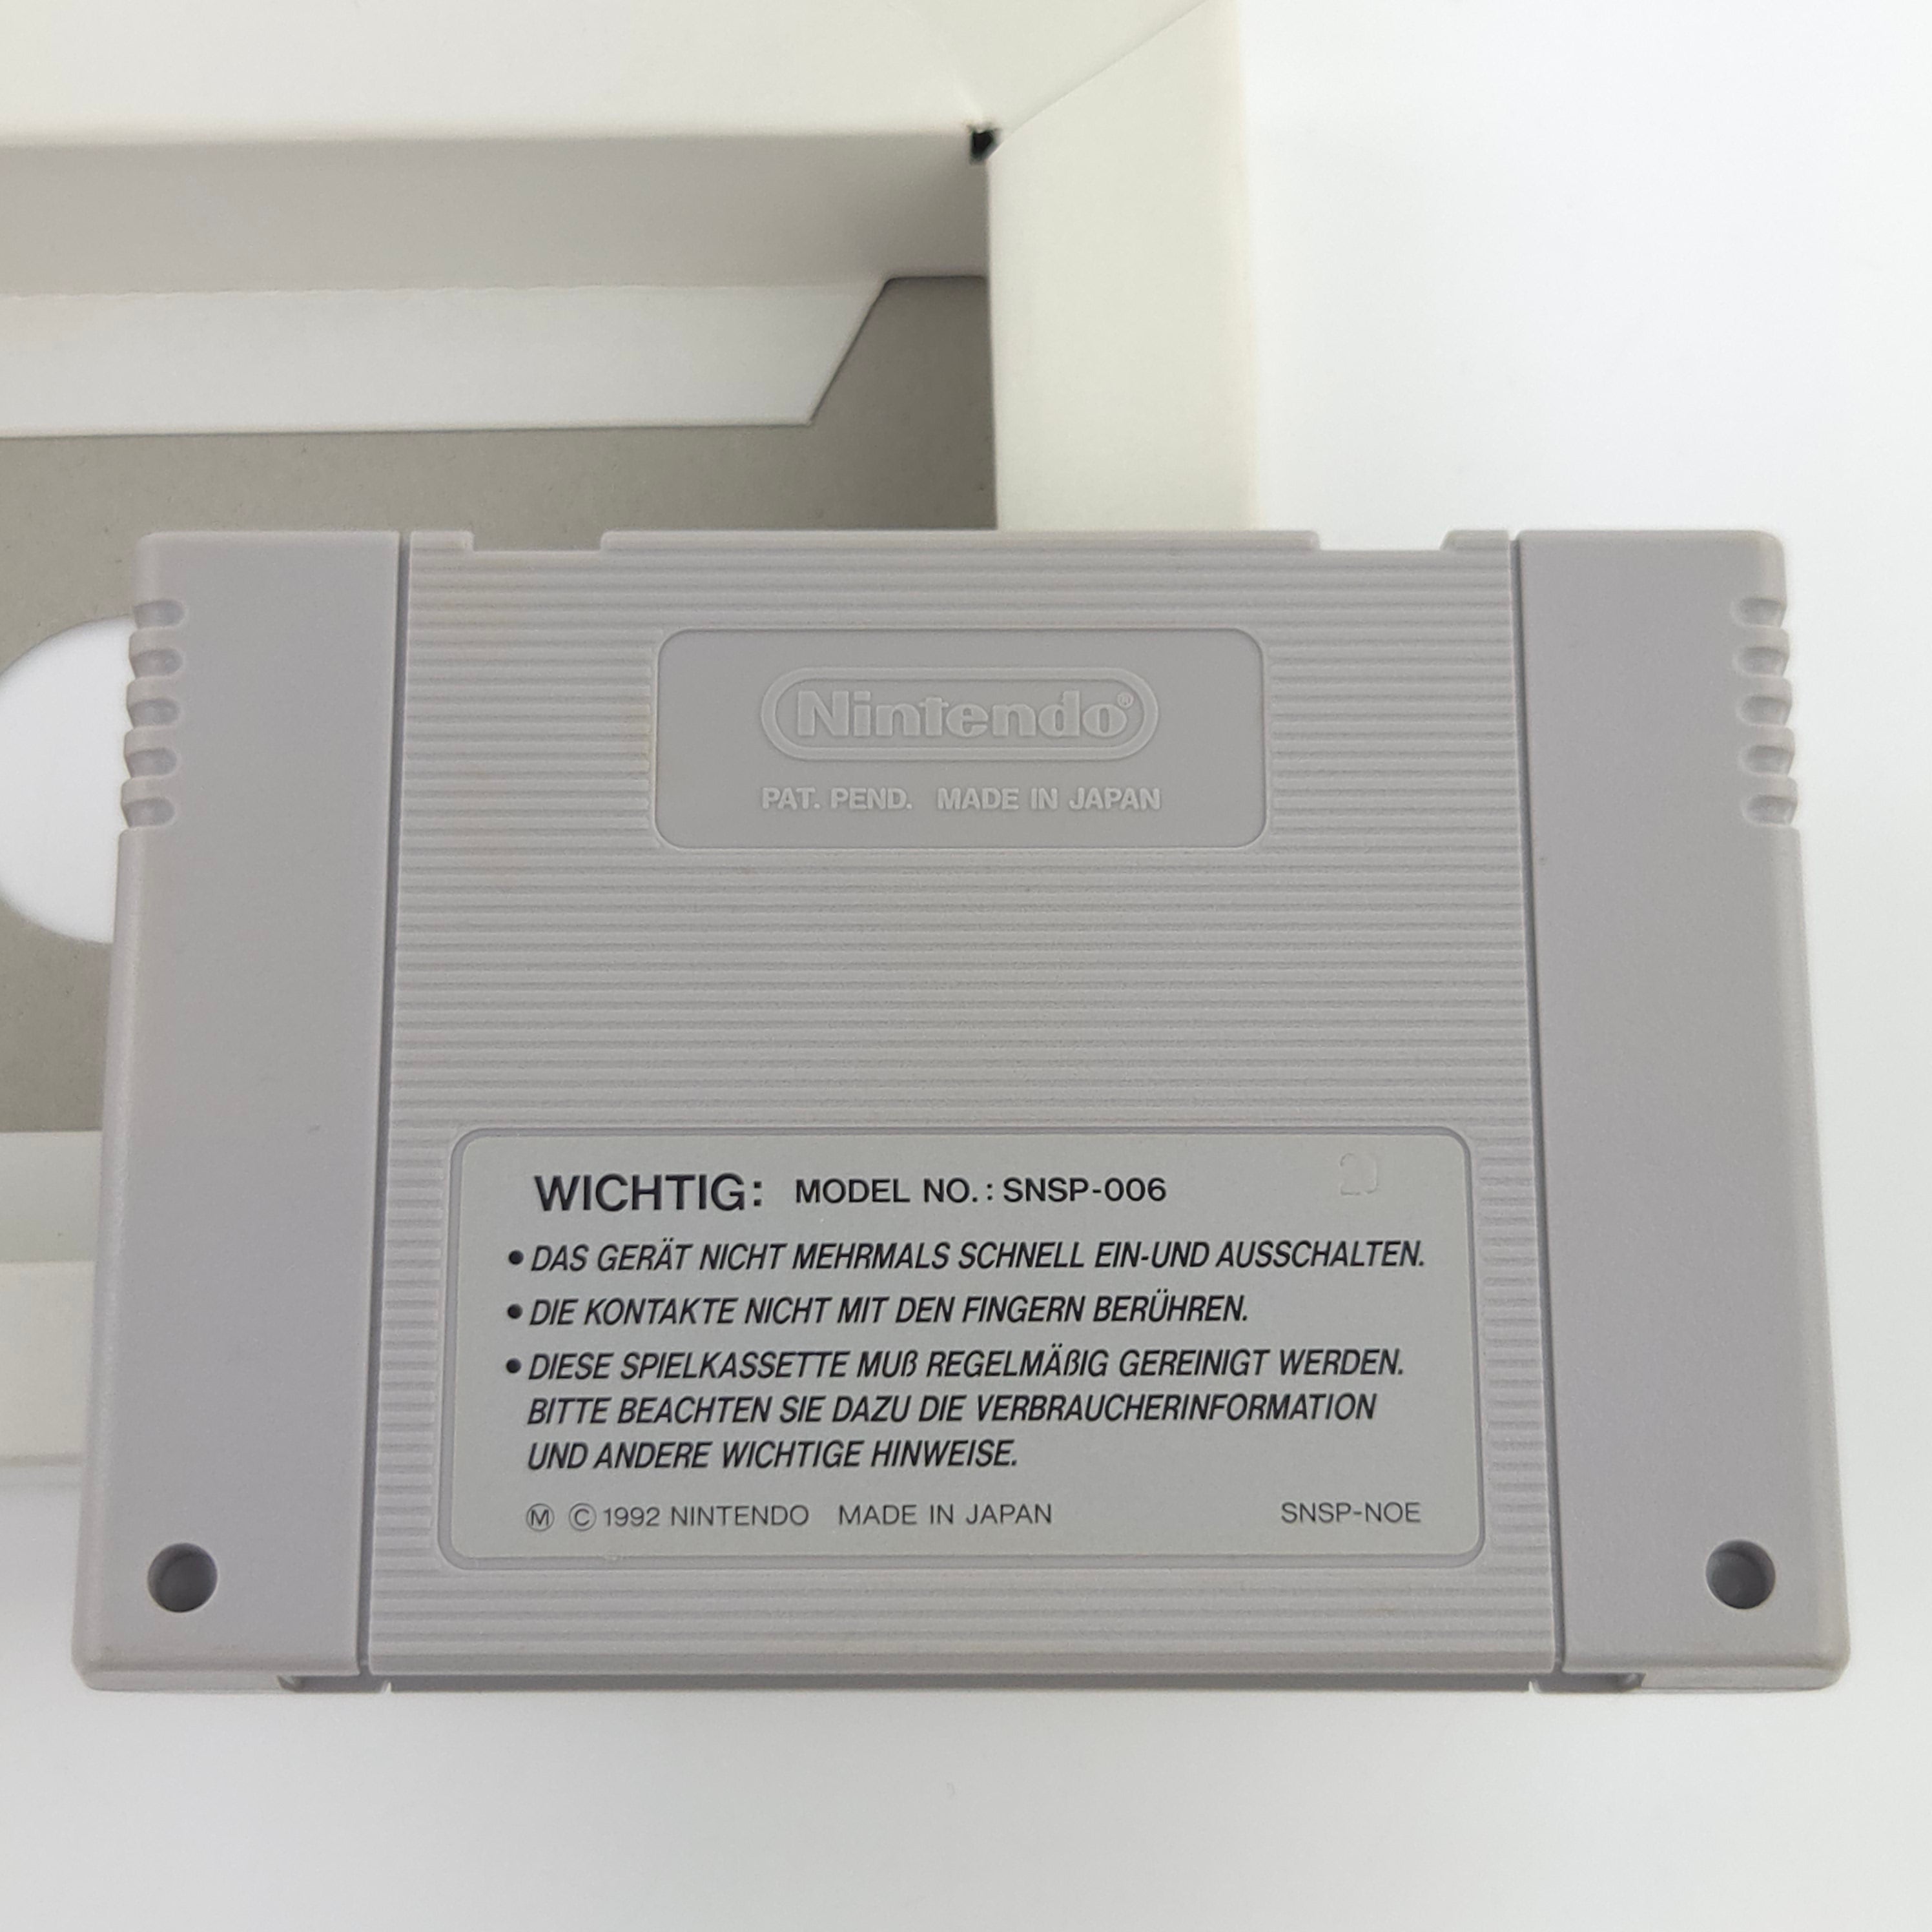 Nintendo®
PAT. PEND. MADE IN JAPAN
WICHTIG: MODEL NO.: SNSP-006
20
• DAS GERÄT NICHT MEHRMALS SCHNELL EIN-UND AUSSCHALTEN.
• DIE KONTAKTE NICHT MIT DEN FINGERN BERÜHREN.
• DIESE SPIELKASSETTE MUß REGELMÄßIG GEREINIGT WERDEN.
BITTE BEACHTEN SIE DAZU DIE VERBRAUCHERINFORMATION
UND ANDERE WICHTIGE HINWEISE.
Ⓜ © 1992 NINTENDO MADE IN JAPAN SNSP-NOE